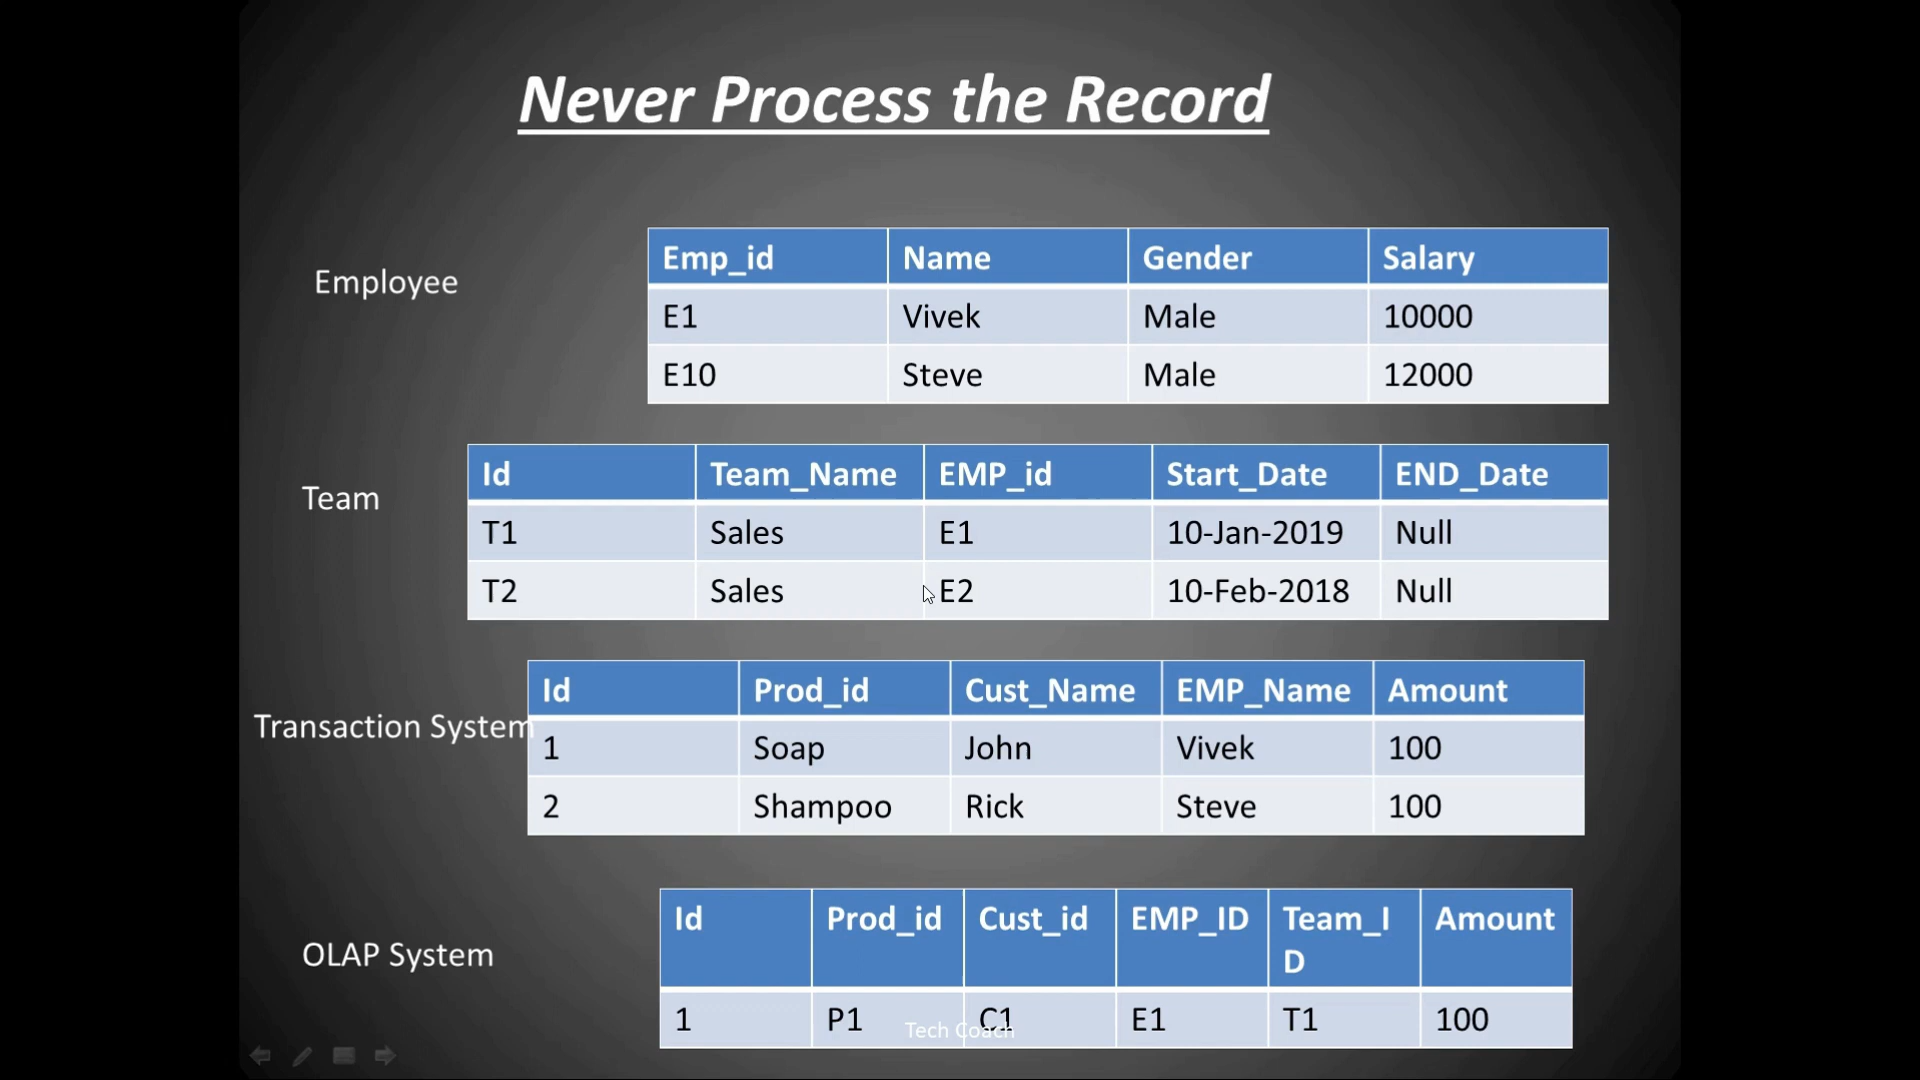 Never Process the Record
Employee
Emp_id Name Gender Salary
E1 Vivek Male 10000
E10 Steve Male 12000
Team
Id Team_Name EMP_id Start_Date END_Date
T1 Sales E1 10-Jan-2019 Null
T2 Sales E2 10-Feb-2018 Null
Transaction System
Id Prod_id Cust_Name EMP_Name Amount
1 Soap John Vivek 100
2 Shampoo Rick Steve 100
OLAP System
Id Prod_id Cust_id EMP_ID Team_I Amount
D
1 P1 C1 E1 T1 100
Tech Coach